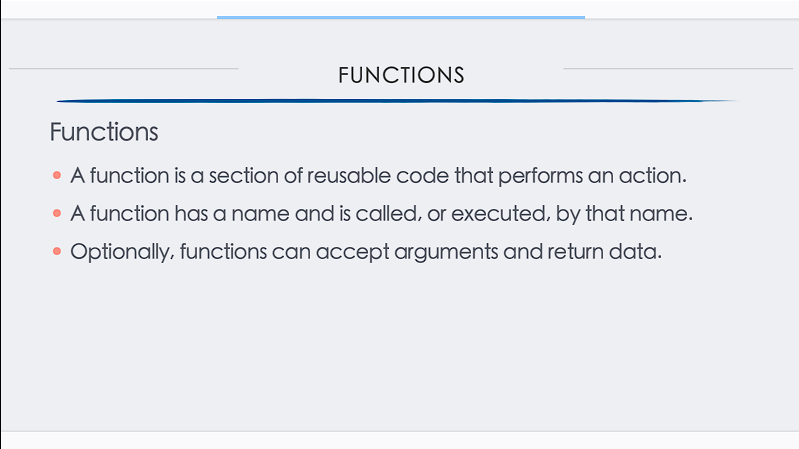 FUNCTIONS
Functions
• A function is a section of reusable code that performs an action.
• A function has a name and is called, or executed, by that name.
• Optionally, functions can accept arguments and return data.